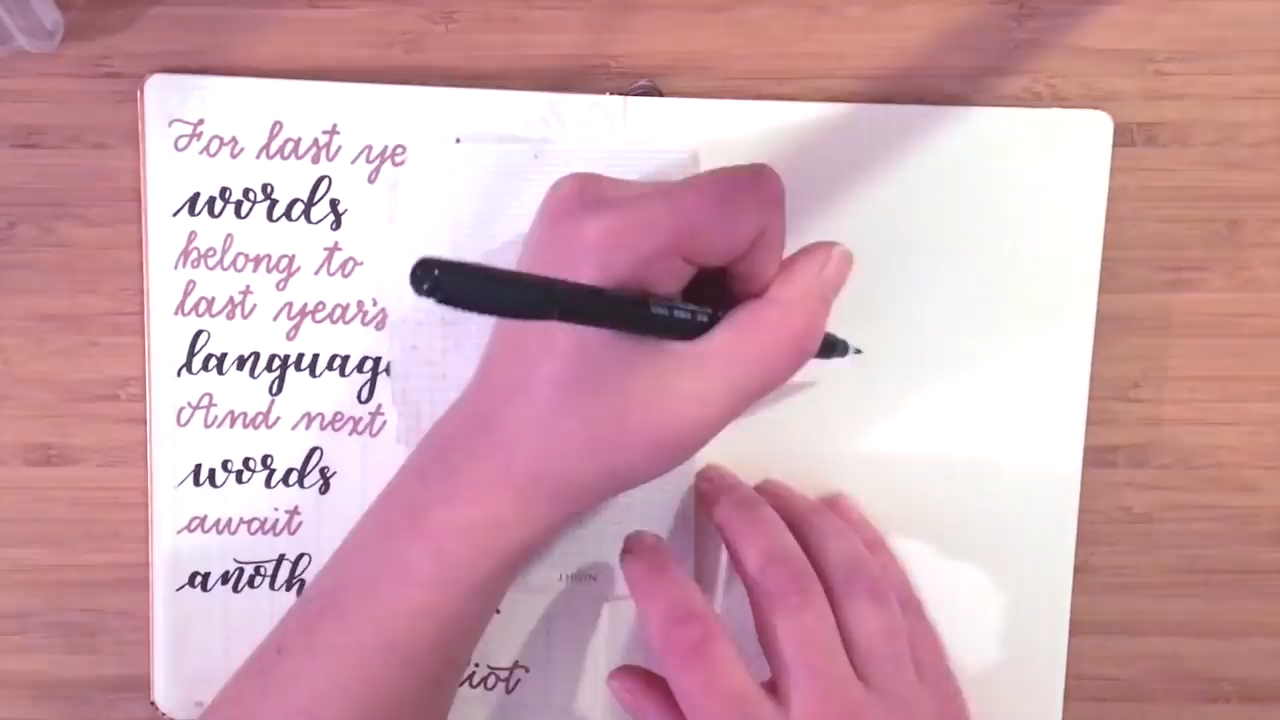 For last ye
words
belong to
last year's
languag
And next
words
await
anoth
iot